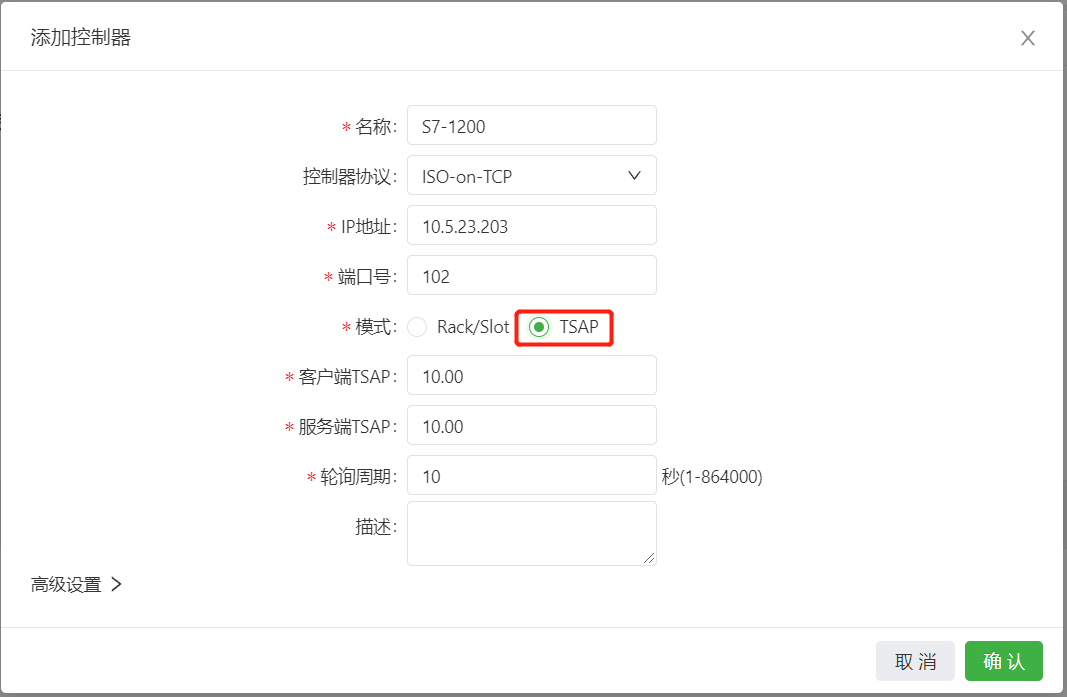 添加控制器
* 名称: S7-1200
控制器协议: ISO-on-TCP
* IP地址: 10.5.23.203
* 端口号: 102
* 模式: Rack/Slot TSAP
* 客户端TSAP: 10.00
* 服务端TSAP: 10.00
* 轮询周期: 10 秒(1-864000)
描述:
高级设置
取 消 确 认